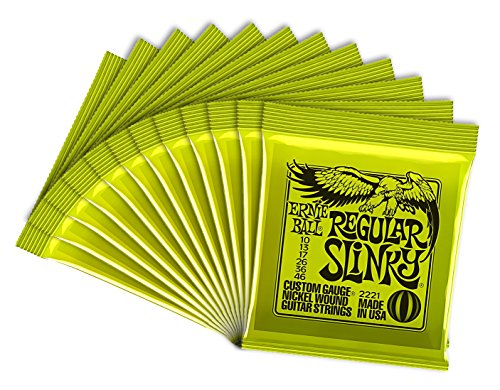 ERNIE
BALL®
REGULAR
SLINKY®
10
13
17
26
36
46
CUSTOM GAUGE®
NICKEL WOUND
GUITAR STRINGS
2221
MADE
IN USA